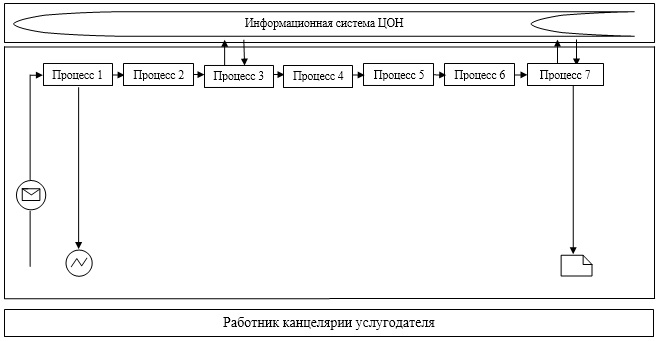 Информационная система ЦОН
Процесс 1 Процесс 2 Процесс 3 Процесс 4 Процесс 5 Процесс 6 Процесс 7
Работник канцелярии услугодателя